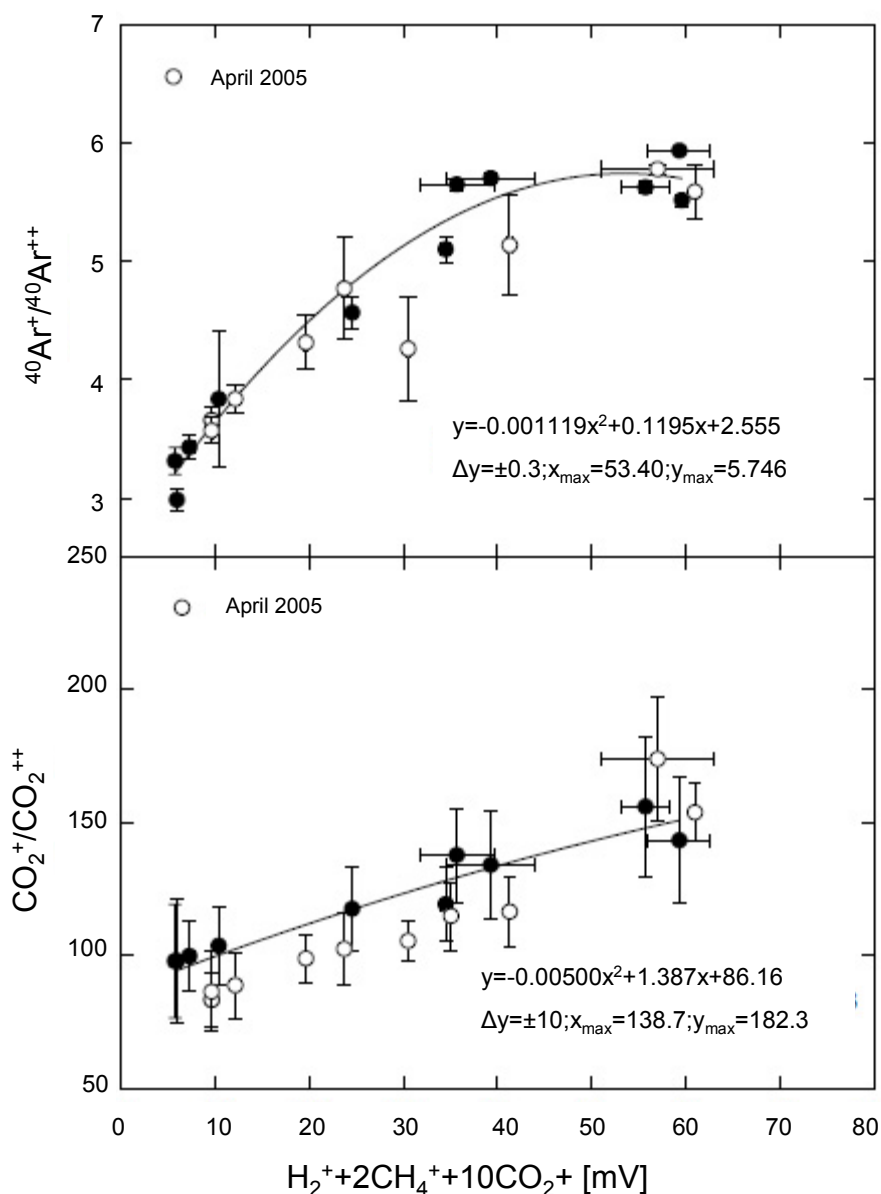 7
April 2005
6
5
4
3
⁴⁰Ar⁺/⁴⁰Ar⁺⁺
y=-0.001119x²+0.1195x+2.555
Δy=±0.3;xmax=53.40;ymax=5.746
250
April 2005
200
150
100
50
CO₂⁺/CO₂⁺⁺
y=-0.00500x²+1.387x+86.16
Δy=±10;xmax=138.7;ymax=182.3
0 10 20 30 40 50 60 70 80
H₂⁺+2CH₄⁺+10CO₂+ [mV]